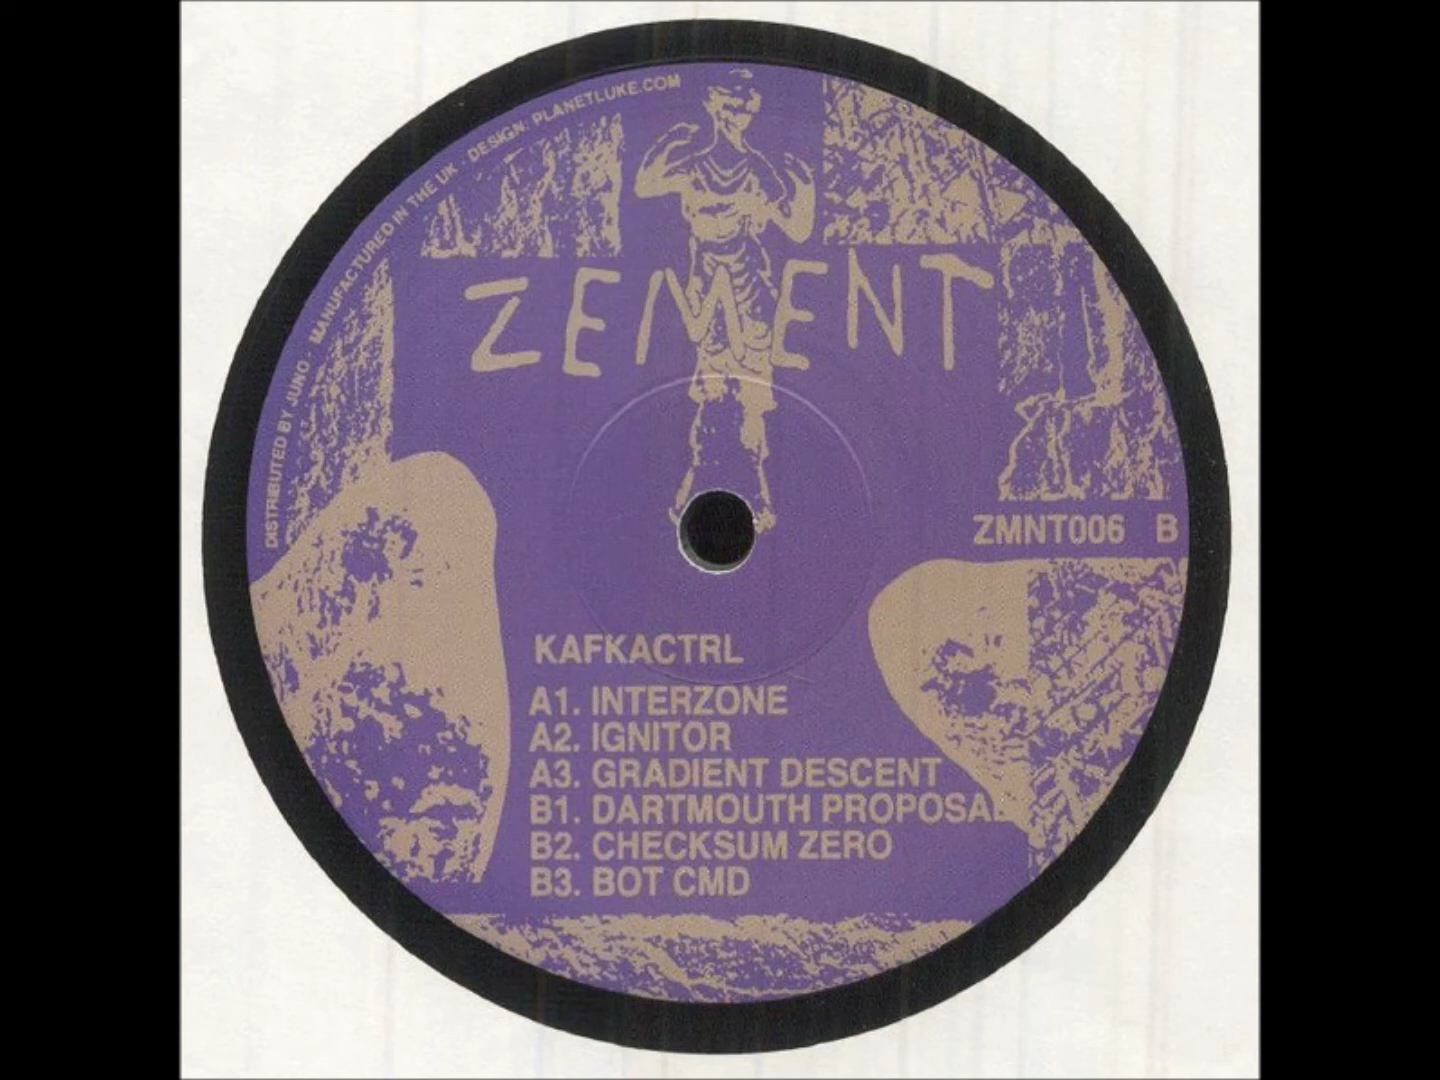 DISTRIBUTED BY JUNO · MANUFACTURED IN THE UK · DESIGN: PLANETLUKE.COM
ZEMENT
ZMNT006 B
KAFKACTRL
A1. INTERZONE
A2. IGNITOR
A3. GRADIENT DESCENT
B1. DARTMOUTH PROPOSAL
B2. CHECKSUM ZERO
B3. BOT CMD